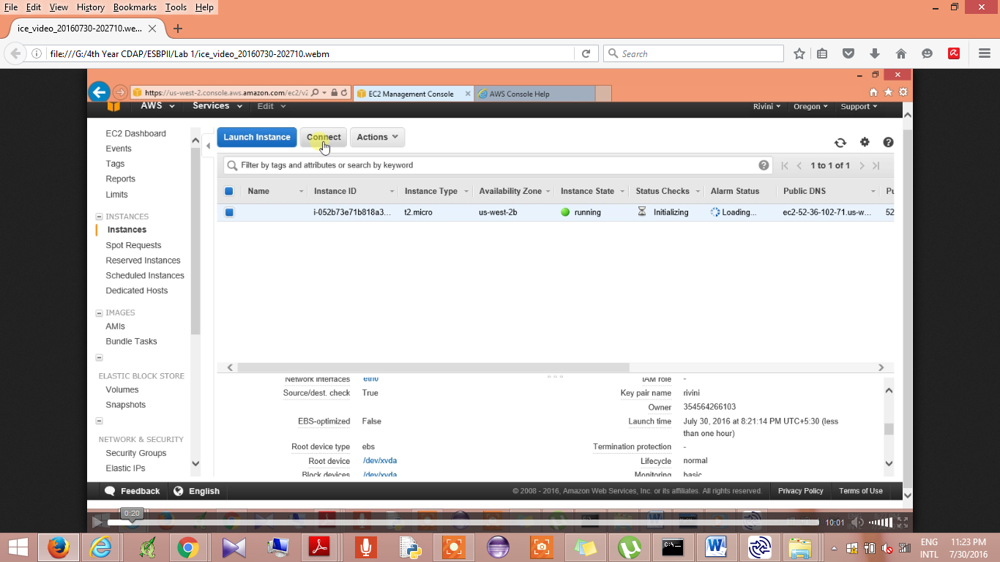 File Edit View History Bookmarks Tools Help
ice_video_20160730-202710.we...
file:///G:/4th Year CDAP/ESBPII/Lab 1/ice_video_20160730-202710.webm
Search
https://us-west-2.console.aws.amazon.com/ec2/v2
EC2 Management Console
AWS Console Help
AWS Services Edit Rivini Oregon Support
EC2 Dashboard
Events
Tags
Reports
Limits
INSTANCES
Instances
Spot Requests
Reserved Instances
Scheduled Instances
Dedicated Hosts
IMAGES
AMIs
Bundle Tasks
ELASTIC BLOCK STORE
Volumes
Snapshots
NETWORK & SECURITY
Security Groups
Elastic IPs
Launch Instance Connect Actions
Filter by tags and attributes or search by keyword
1 to 1 of 1
Name Instance ID Instance Type Availability Zone Instance State Status Checks Alarm Status Public DNS Pu
i-052b73e71b818a3... t2.micro us-west-2b running Initializing Loading... ec2-52-36-102-71.us-w... 52
Network interfaces eth0
Source/dest. check True
EBS-optimized False
Root device type ebs
Root device /dev/xvda
Block devices /dev/xvda
IAM role -
Key pair name rivini
Owner 354564266103
Launch time July 30, 2016 at 8:21:14 PM UTC+5:30 (less
than one hour)
Termination protection -
Lifecycle normal
Monitoring basic
Feedback English
© 2008 - 2016, Amazon Web Services, Inc. or its affiliates. All rights reserved. Privacy Policy Terms of Use
0:20
10:01
ENG 11:23 PM
INTL 7/30/2016